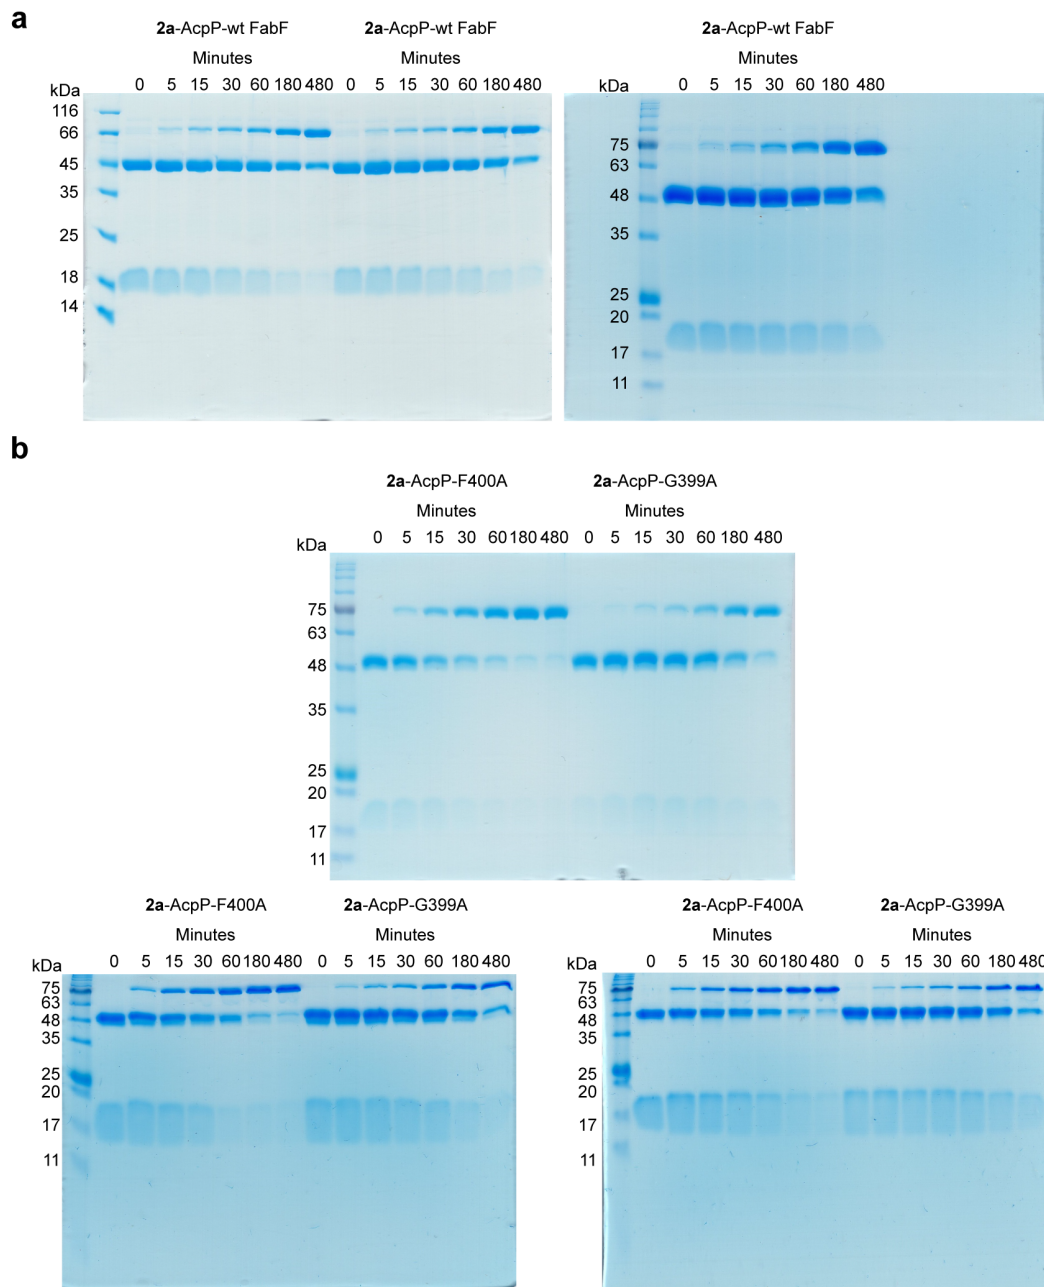 a
2a-AcpP-wt FabF 2a-AcpP-wt FabF
Minutes Minutes
kDa 0 5 15 30 60 180 480 0 5 15 30 60 180 480
116
66
45
35
25
18
14
2a-AcpP-wt FabF
Minutes
kDa 0 5 15 30 60 180 480
75
63
48
35
25
20
17
11
b
2a-AcpP-F400A 2a-AcpP-G399A
Minutes Minutes
0 5 15 30 60 180 480 0 5 15 30 60 180 480
kDa
75
63
48
35
25
20
17
11
2a-AcpP-F400A 2a-AcpP-G399A
Minutes Minutes
kDa 0 5 15 30 60 180 480 0 5 15 30 60 180 480
75
63
48
35
25
20
17
11
2a-AcpP-F400A 2a-AcpP-G399A
Minutes Minutes
kDa 0 5 15 30 60 180 480 0 5 15 30 60 180 480
75
63
48
35
25
20
17
11